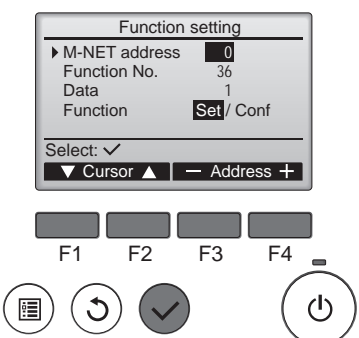 Function setting
M-NET address 0
Function No. 36
Data 1
Function Set / Conf
Select: ✓
▼ Cursor ▲ − Address +
F1 F2 F3 F4